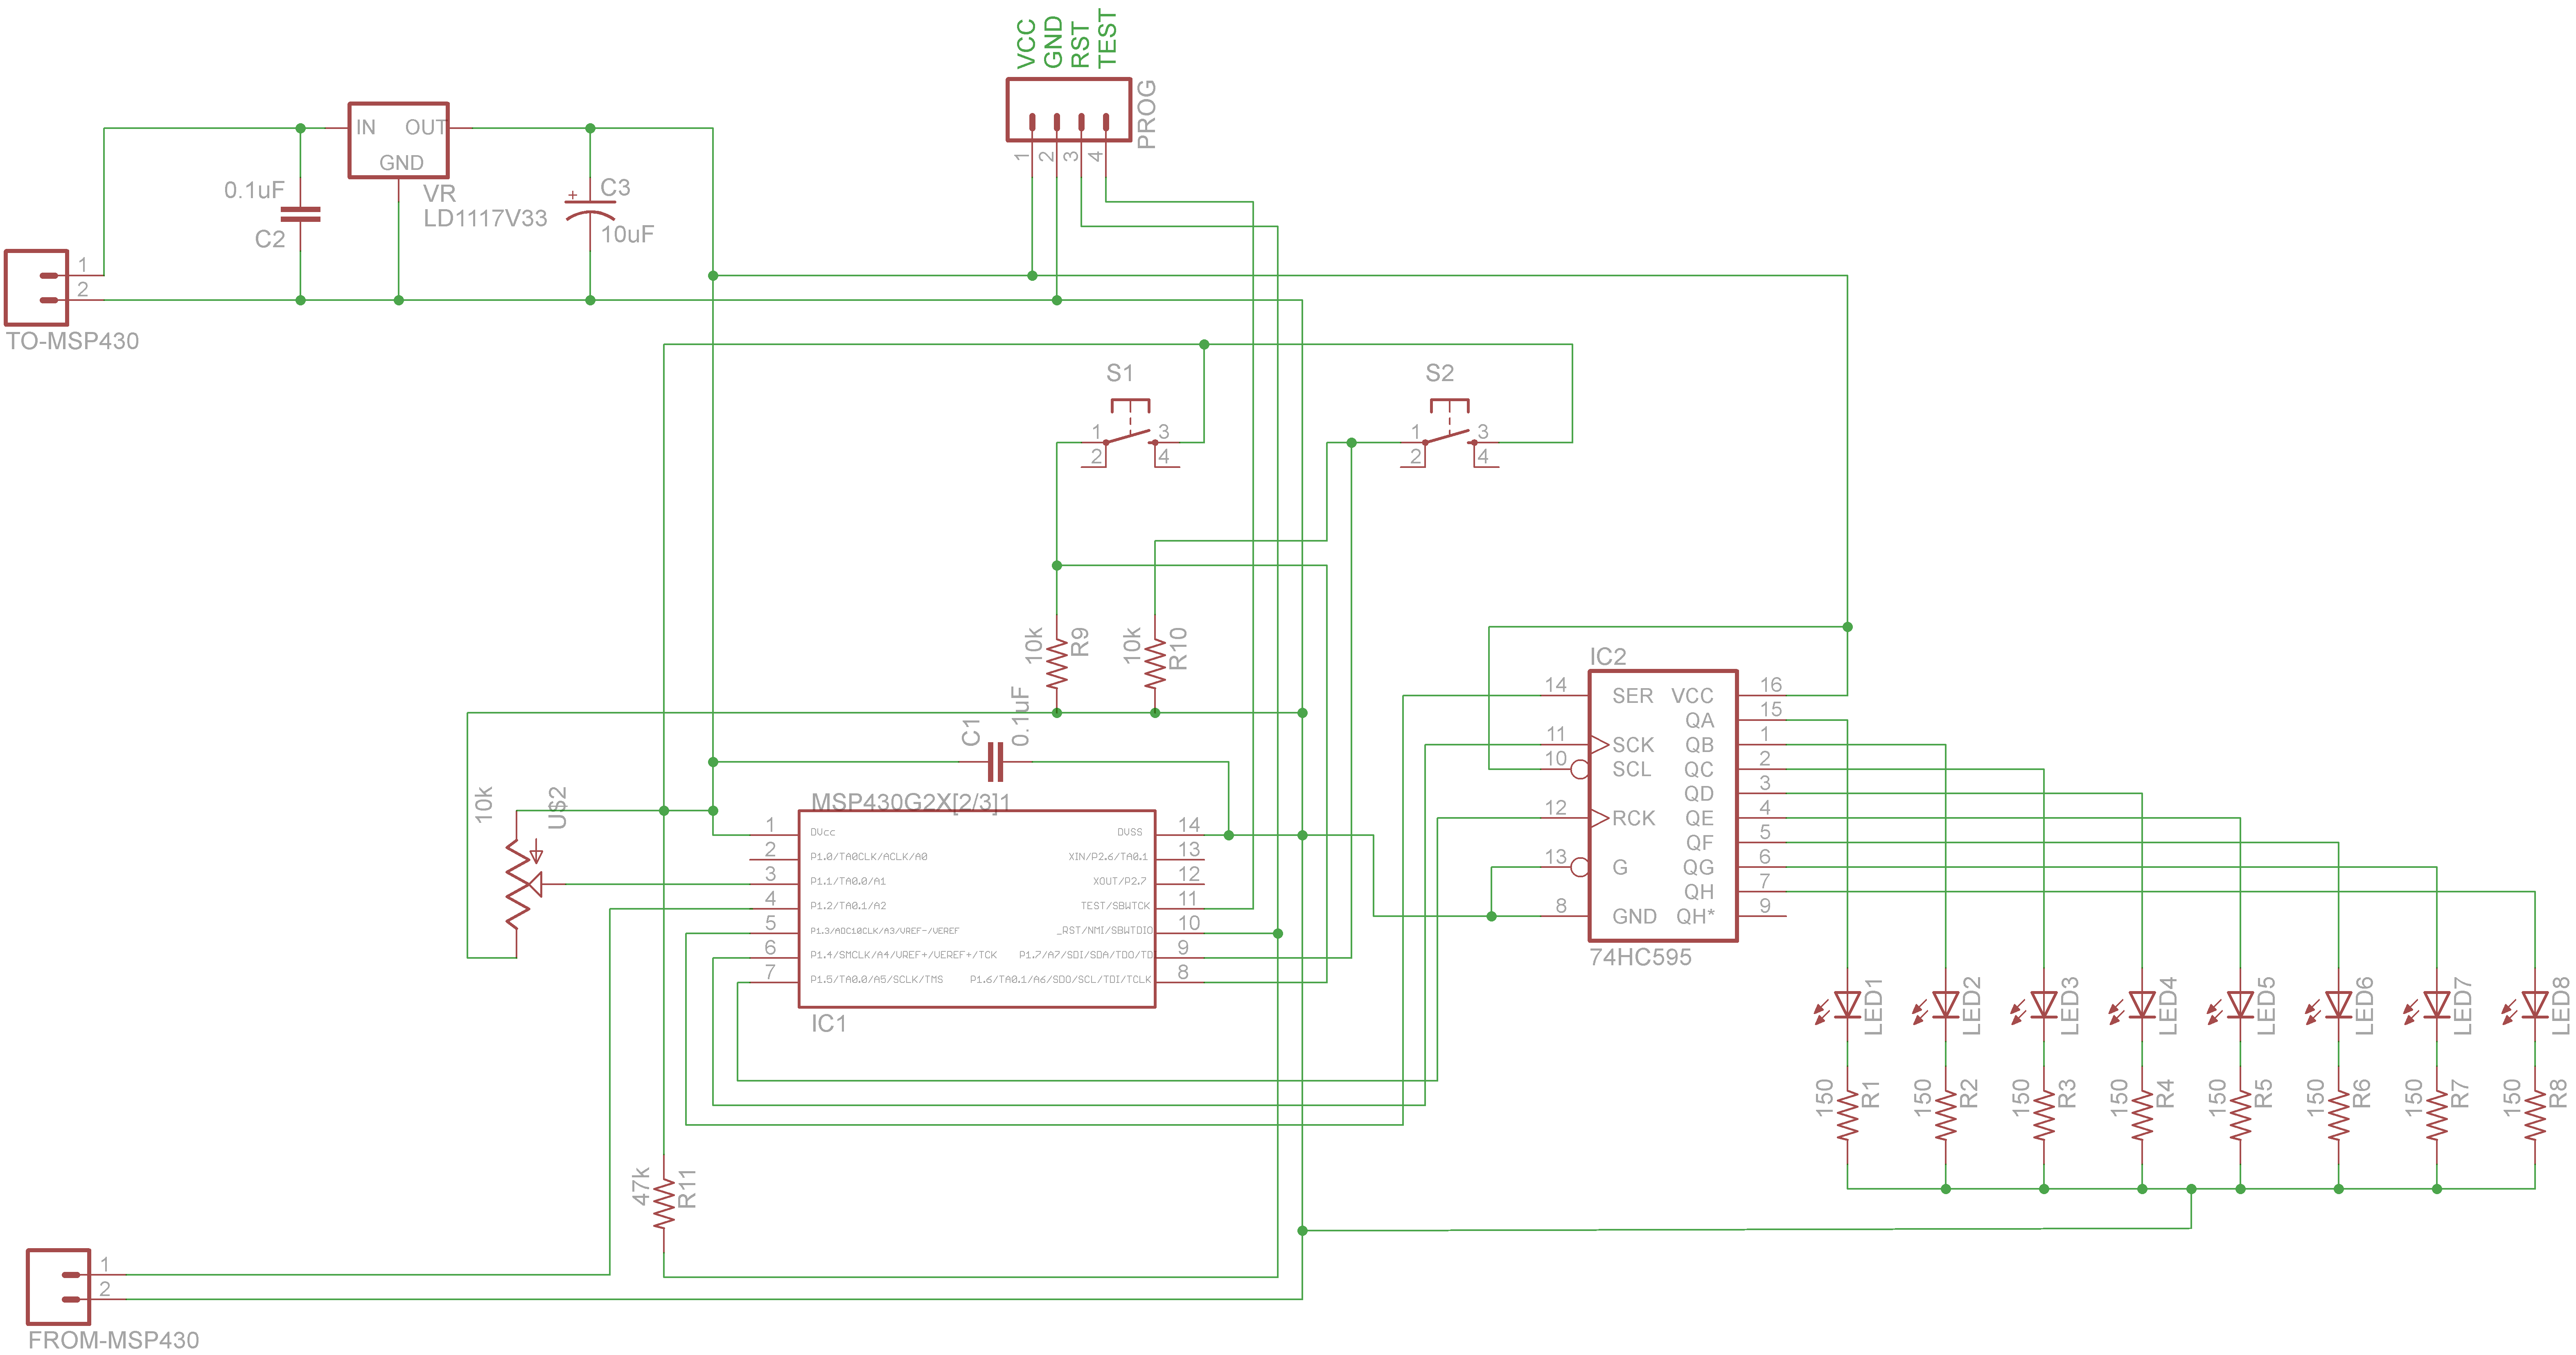 VCC
GND
RST
TEST
PROG
1
2
3
4
IN OUT
GND
VR
LD1117V33
0.1uF
C2
C3
+
10uF
1
2
TO-MSP430
S1
1 3
2 4
S2
1 3
2 4
10k
R9
10k
R10
C1
0.1uF
10k
U$2
MSP430G2X[2/3]1
1 DVcc
2 P1.0/TA0CLK/ACLK/A0
3 P1.1/TA0.0/A1
4 P1.2/TA0.1/A2
5 P1.3/ADC10CLK/A3/VREF-/VEREF
6 P1.4/SMCLK/A4/VREF+/VEREF+/TCK
7 P1.5/TA0.0/A5/SCLK/TMS
DVSS 14
XIN/P2.6/TA0.1 13
XOUT/P2.7 12
TEST/SBWTCK 11
_RST/NMI/SBWTDIO 10
P1.7/A7/SDI/SDA/TDO/TD 9
P1.6/TA0.1/A6/SDO/SCL/TDI/TCLK 8
IC1
IC2
14 SER VCC 16
QA 15
11 SCK QB 1
10 SCL QC 2
QD 3
12 RCK QE 4
QF 5
13 G QG 6
QH 7
8 GND QH* 9
74HC595
LED1
LED2
LED3
LED4
LED5
LED6
LED7
LED8
150
R1
150
R2
150
R3
150
R4
150
R5
150
R6
150
R7
150
R8
47k
R11
1
2
FROM-MSP430